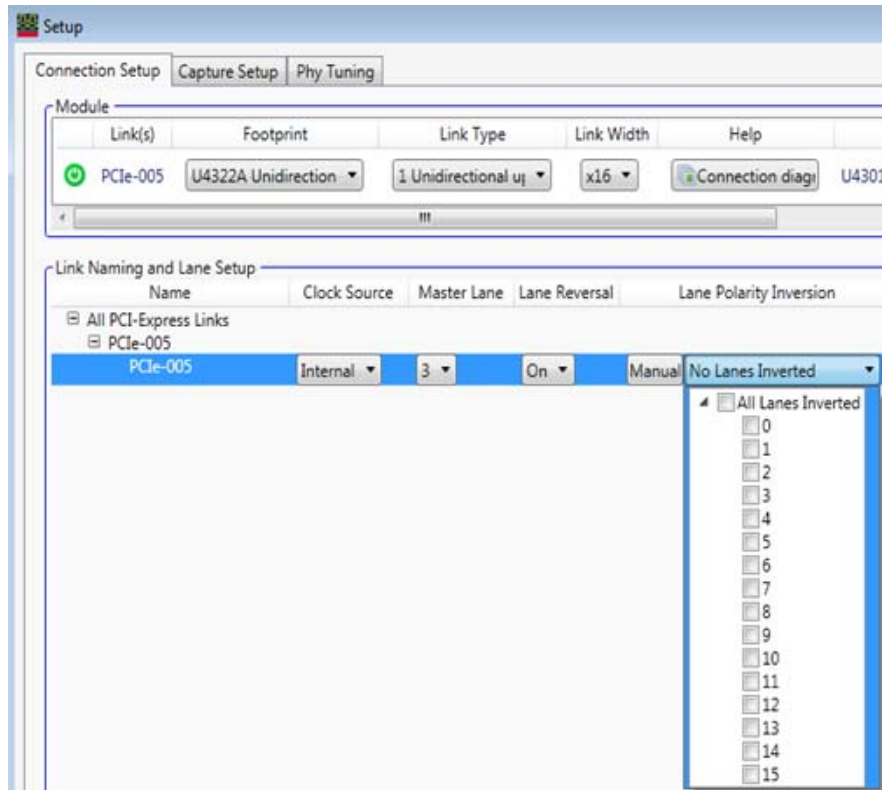 Setup
Connection Setup Capture Setup Phy Tuning
Module
Link(s) Footprint Link Type Link Width Help
PCIe-005 U4322A Unidirection 1 Unidirectional x16 Connection diag U4301
Link Naming and Lane Setup
Name Clock Source Master Lane Lane Reversal Lane Polarity Inversion
All PCI-Express Links
PCIe-005
PCIe-005 Internal 3 On Manual No Lanes Inverted
All Lanes Inverted
0
1
2
3
4
5
6
7
8
9
10
11
12
13
14
15